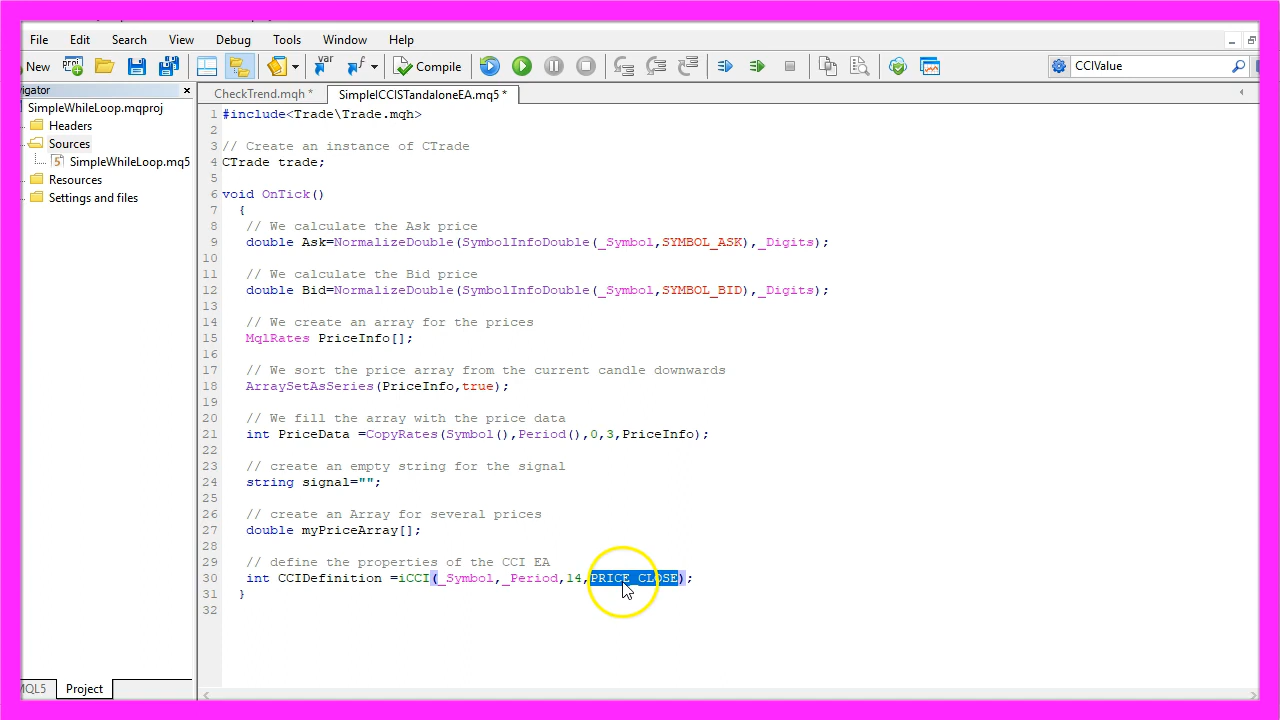 File Edit Search View Debug Tools Window Help
New Compile CCIValue
CheckTrend.mqh * SimpleICCISTandaloneEA.mq5 *
SimpleWhileLoop.mqproj
Headers
Sources
SimpleWhileLoop.mq5
Resources
Settings and files
1 #include<Trade\Trade.mqh>
2
3 // Create an instance of CTrade
4 CTrade trade;
5
6 void OnTick()
7 {
8 // We calculate the Ask price
9 double Ask=NormalizeDouble(SymbolInfoDouble(_Symbol,SYMBOL_ASK),_Digits);
10
11 // We calculate the Bid price
12 double Bid=NormalizeDouble(SymbolInfoDouble(_Symbol,SYMBOL_BID),_Digits);
13
14 // We create an array for the prices
15 MqlRates PriceInfo[];
16
17 // We sort the price array from the current candle downwards
18 ArraySetAsSeries(PriceInfo,true);
19
20 // We fill the array with the price data
21 int PriceData =CopyRates(Symbol(),Period(),0,3,PriceInfo);
22
23 // create an empty string for the signal
24 string signal="";
25
26 // create an Array for several prices
27 double myPriceArray[];
28
29 // define the properties of the CCI EA
30 int CCIDefinition =iCCI(_Symbol,_Period,14,PRICE_CLOSE);
31 }
32
MQL5 Project